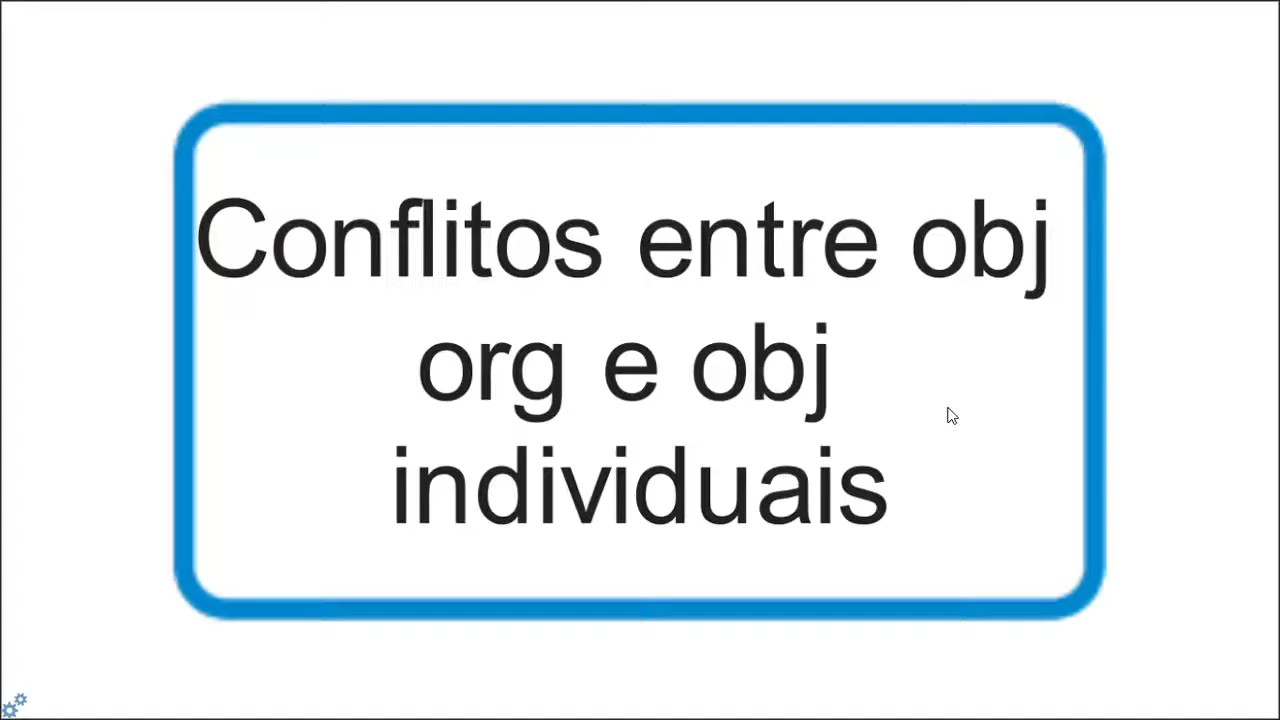 Conflitos entre obj
org e obj
individuais